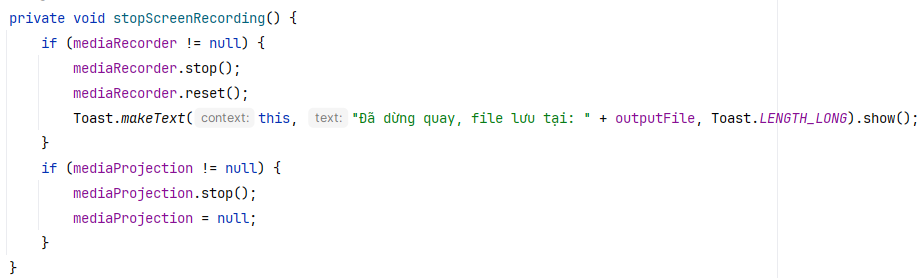 private void stopScreenRecording() {
    if (mediaRecorder != null) {
        mediaRecorder.stop();
        mediaRecorder.reset();
        Toast.makeText( context: this, text: "Đã dừng quay, file lưu tại: " + outputFile, Toast.LENGTH_LONG).show();
    }
    if (mediaProjection != null) {
        mediaProjection.stop();
        mediaProjection = null;
    }
}